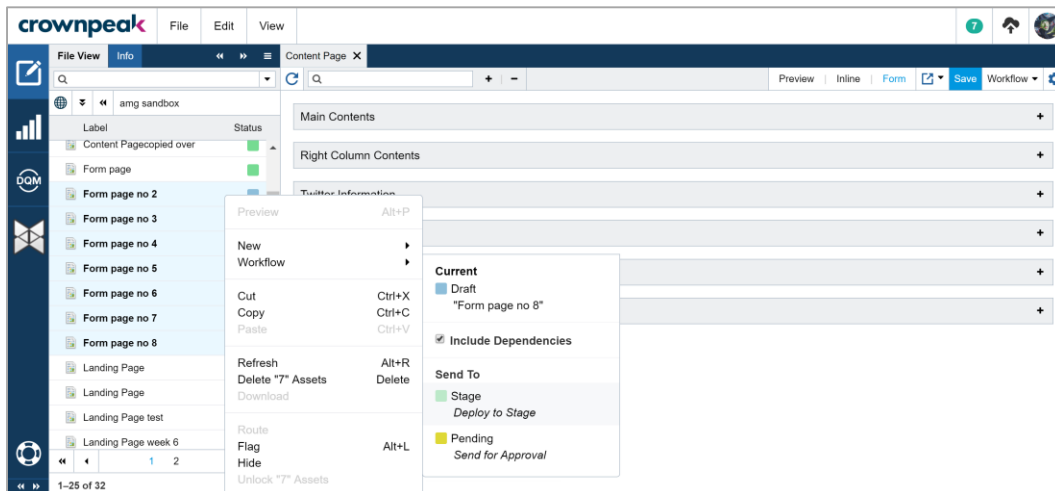 crownpeak File Edit View 7
File View Info Content Page X
Preview Inline Form Save Workflow
DQM
amg sandbox
Label Status
Content Pagecopied over
Form page
Form page no 2
Form page no 3
Form page no 4
Form page no 5
Form page no 6
Form page no 7
Form page no 8
Landing Page
Landing Page
Landing Page test
Landing Page week 6
1 2
1–25 of 32
Main Contents +
Right Column Contents +
Twitter Information +
Preview Alt+P
New
Workflow
Cut Ctrl+X
Copy Ctrl+C
Paste Ctrl+V
Refresh Alt+R
Delete "7" Assets Delete
Download
Route
Flag Alt+L
Hide
Unlock "7" Assets
Current
Draft
"Form page no 8"
Include Dependencies
Send To
Stage
Deploy to Stage
Pending
Send for Approval